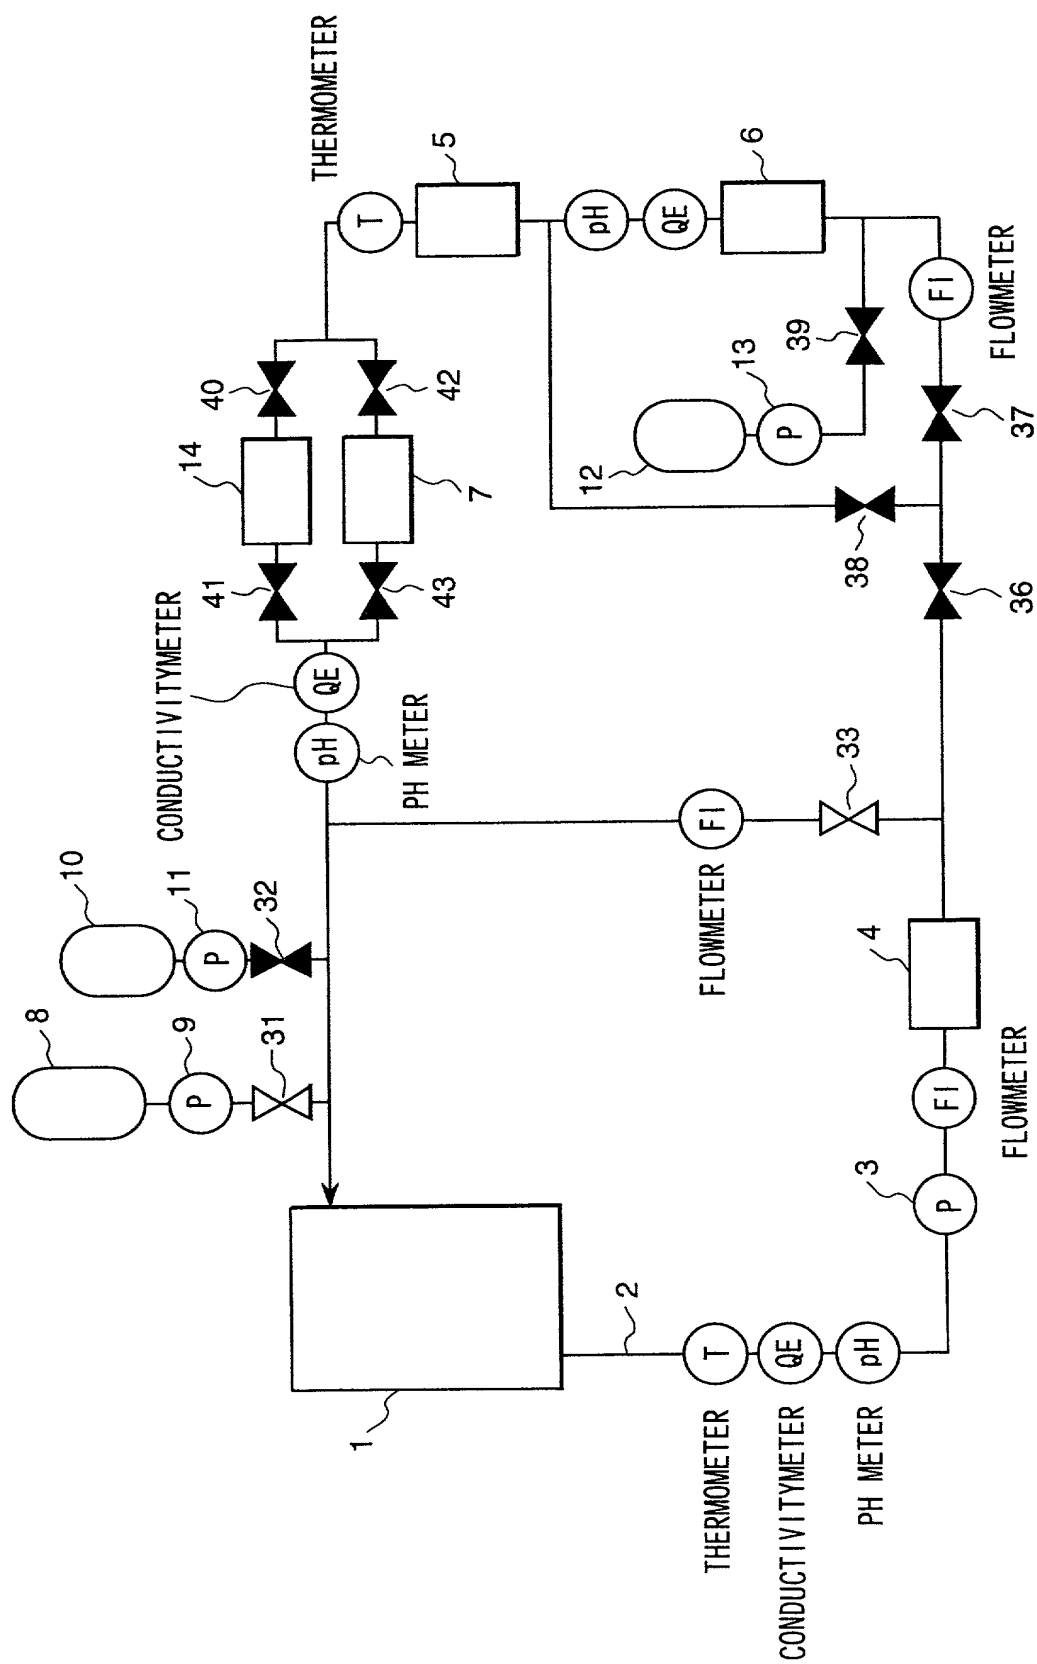 8
10
9
11
CONDUCTIVITYMETER
14
P
P
41
40
31
32
THERMOMETER
pH
QE
1
T
PH METER
43
42
5
7
12
pH
2
QE
THERMOMETER
T
FLOWMETER
FI
13
6
CONDUCTIVITYMETER
QE
P
39
33
38
PH METER
pH
3
4
P
FI
FI
FLOWMETER
36
37
FLOWMETER